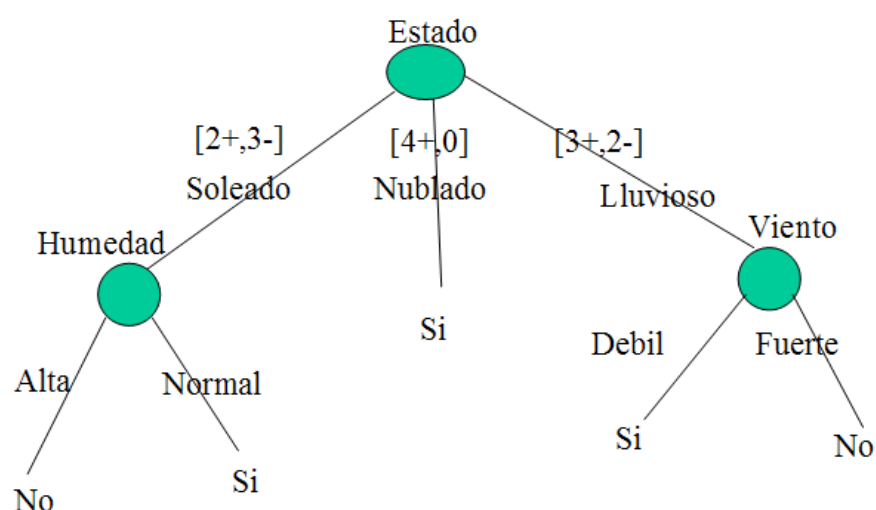 Estado
[2+,3-]
[4+,0]
[3+,2-]
Soleado
Nublado
Lluvioso
Humedad
Viento
Si
Debil
Fuerte
Alta
Normal
Si
No
Si
No